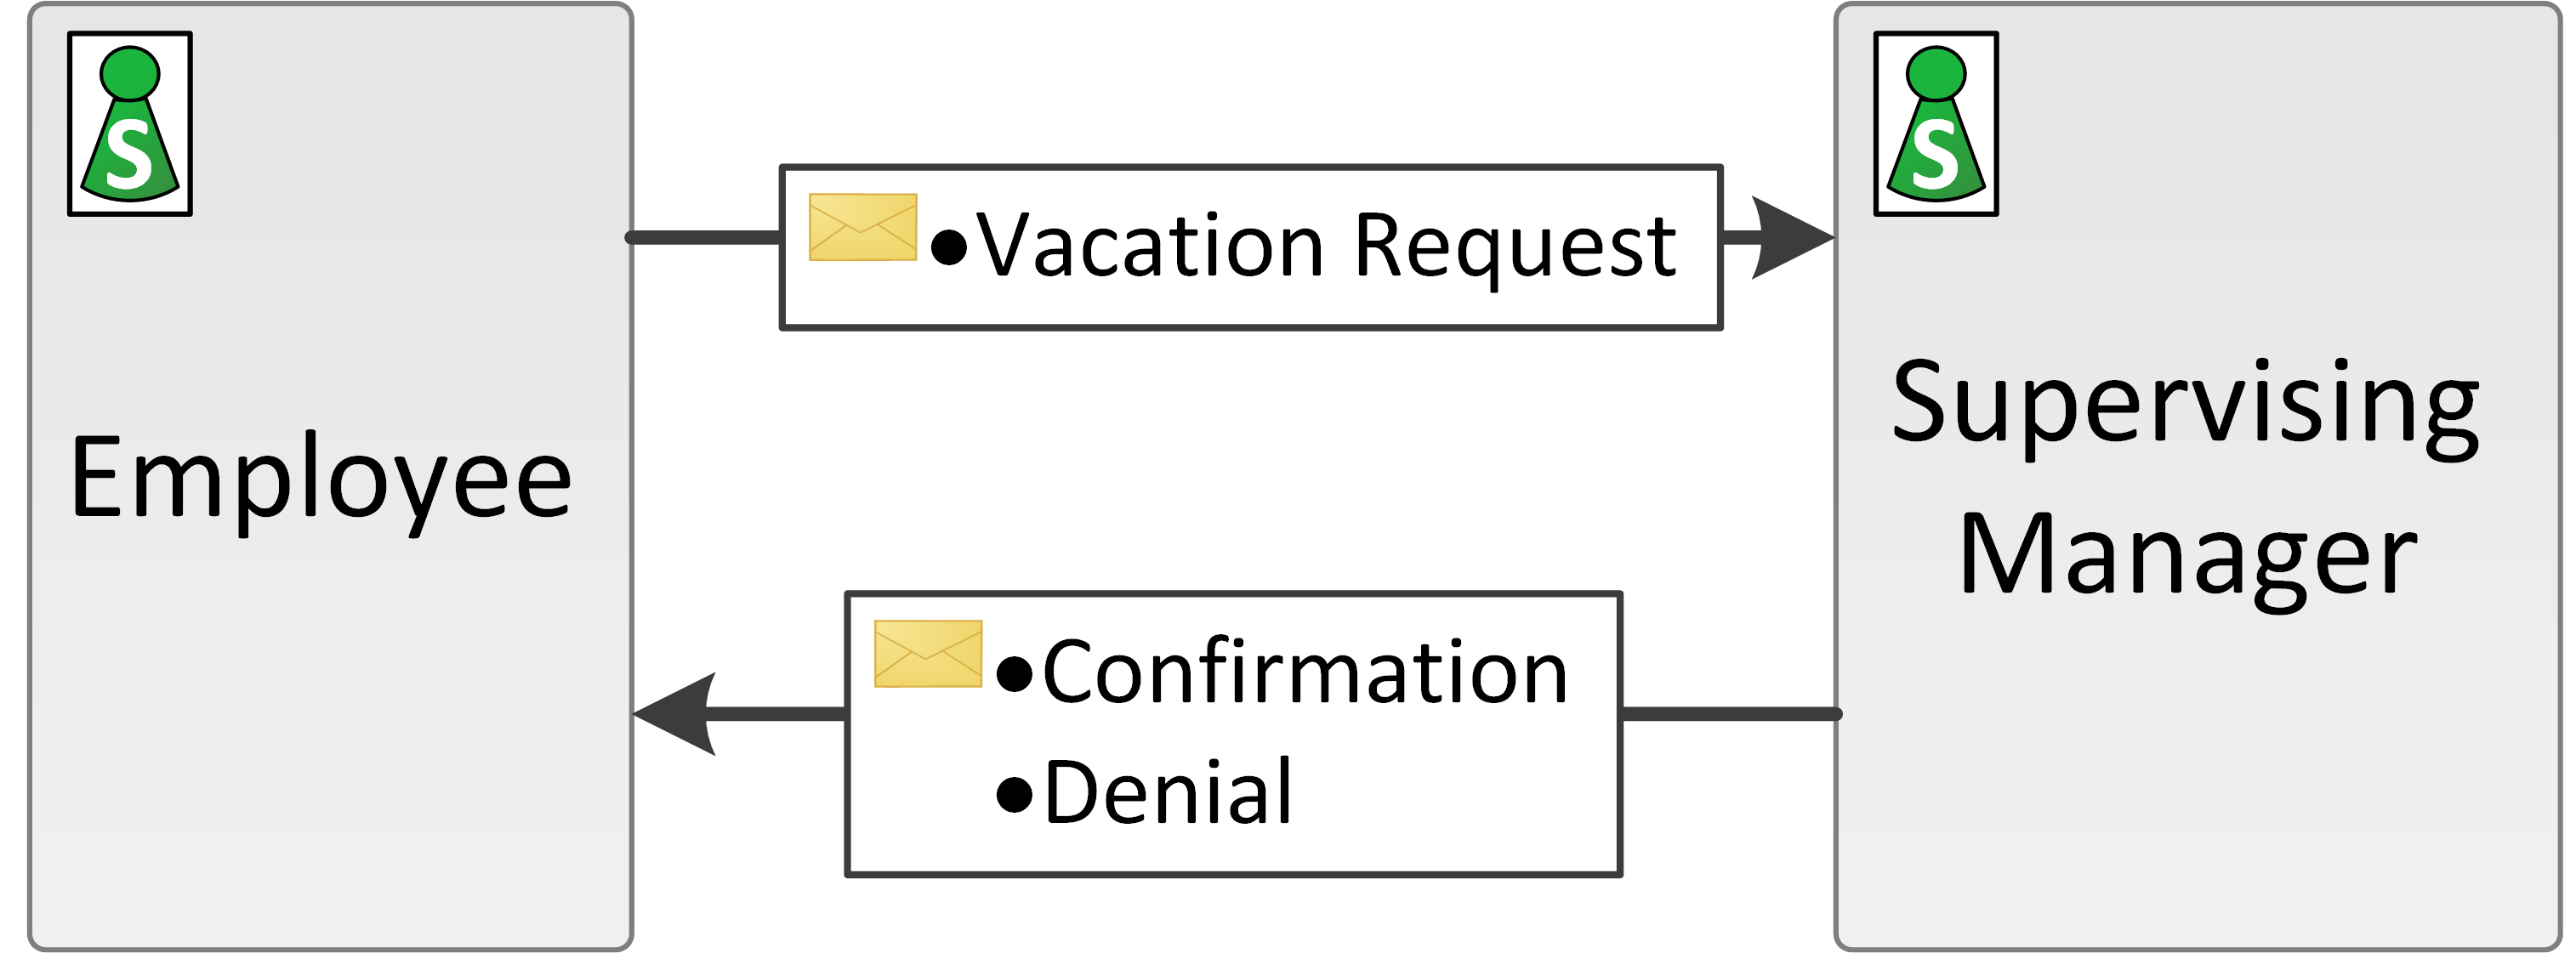 S
Employee
•Vacation Request
•Confirmation
•Denial
S
Supervising
Manager